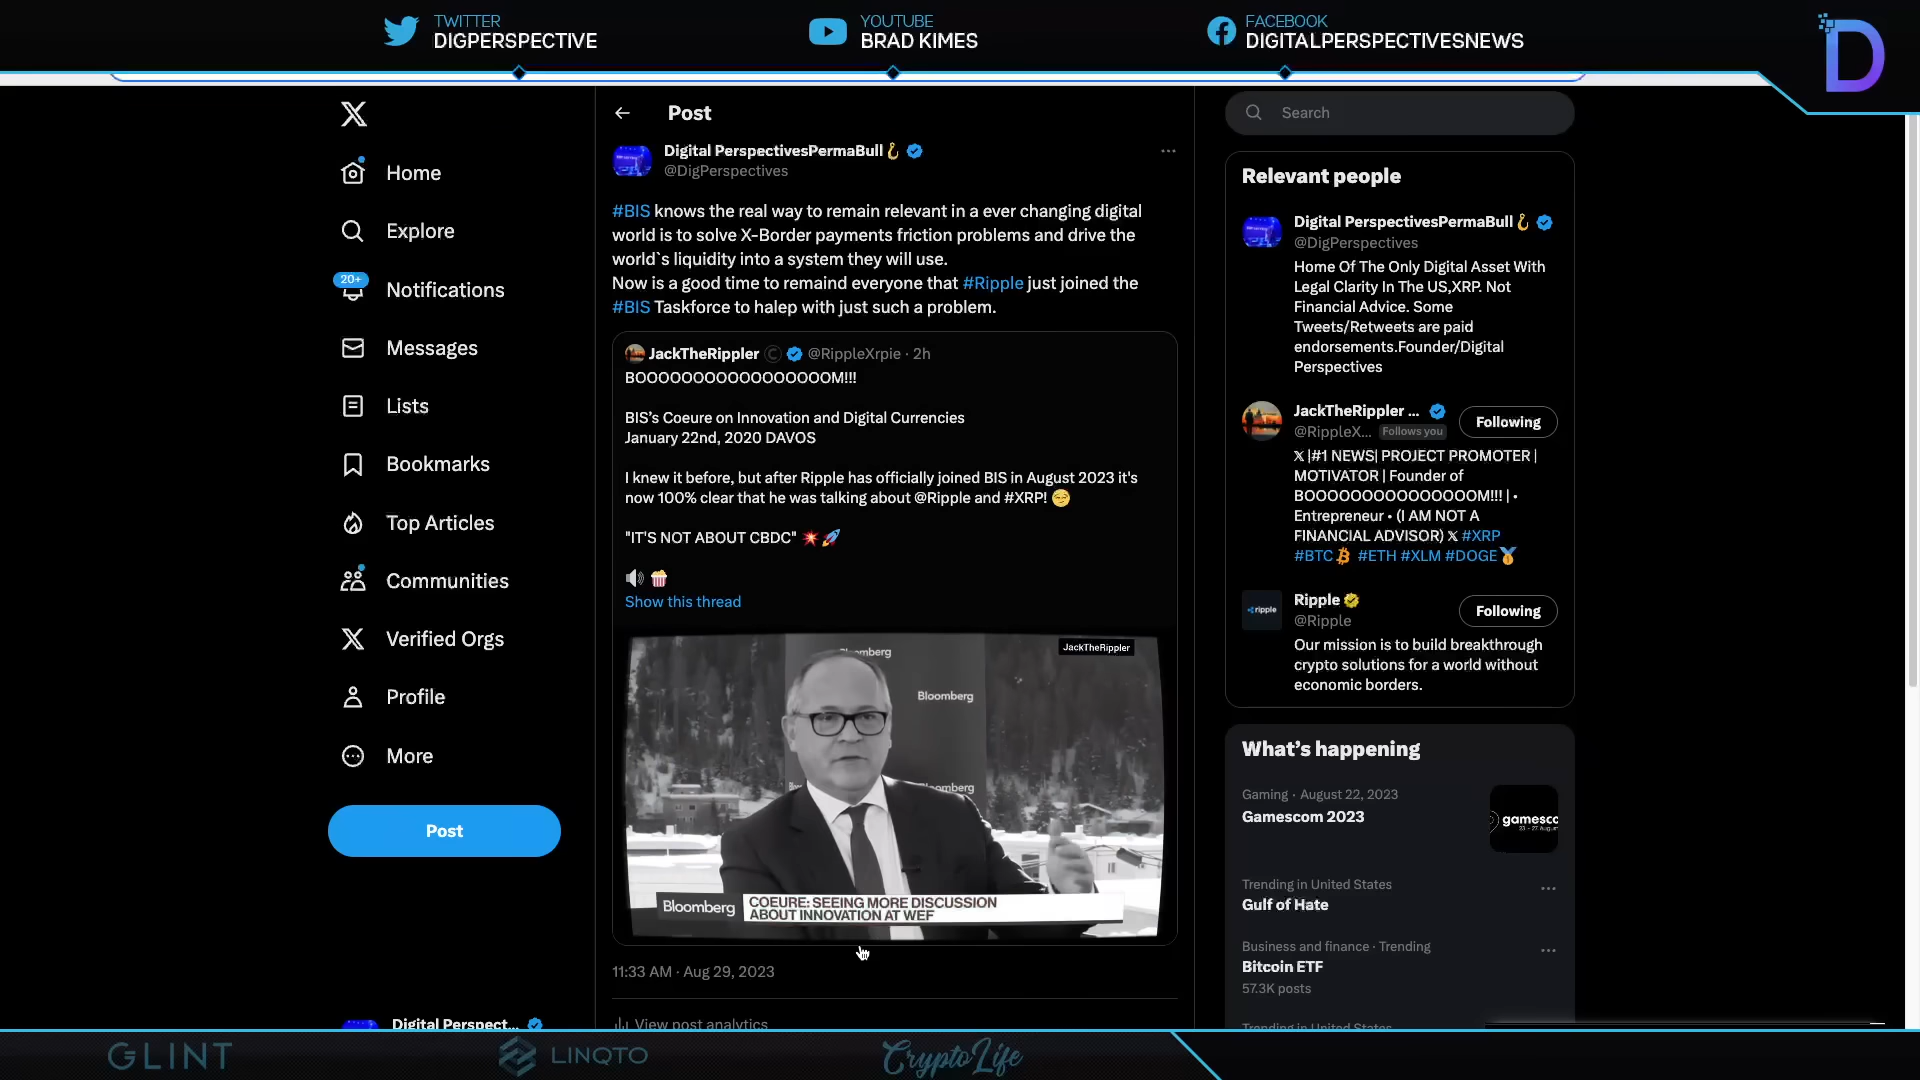 TWITTER
DIGPERSPECTIVE
YOUTUBE
BRAD KIMES
FACEBOOK
DIGITALPERSPECTIVESNEWS
D
Home
Explore
20+
Notifications
Messages
Lists
Bookmarks
Top Articles
Communities
Verified Orgs
Profile
More
Post
Digital Perspect...
Post
Digital PerspectivesPermaBull
@DigPerspectives
#BIS knows the real way to remain relevant in a ever changing digital
world is to solve X-Border payments friction problems and drive the
world`s liquidity into a system they will use.
Now is a good time to remaind everyone that #Ripple just joined the
#BIS Taskforce to halep with just such a problem.
JackTheRippler © @RippleXrpie · 2h
BOOOOOOOOOOOOOOOOOM!!!
BIS’s Coeure on Innovation and Digital Currencies
January 22nd, 2020 DAVOS
I knew it before, but after Ripple has officially joined BIS in August 2023 it's
now 100% clear that he was talking about @Ripple and #XRP! 😏
"IT'S NOT ABOUT CBDC" 💥🚀
🔊 🍿
Show this thread
JackTheRippler
Bloomberg
Bloomberg
COEURE: SEEING MORE DISCUSSION
ABOUT INNOVATION AT WEF
11:33 AM · Aug 29, 2023
View post analytics
Search
Relevant people
Digital PerspectivesPermaBull
@DigPerspectives
Home Of The Only Digital Asset With
Legal Clarity In The US,XRP. Not
Financial Advice. Some
Tweets/Retweets are paid
endorsements.Founder/Digital
Perspectives
JackTheRippler ...
@RippleX... Follows you
Following
𝕏 |#1 NEWS| PROJECT PROMOTER |
MOTIVATOR | Founder of
BOOOOOOOOOOOOOOOM!!! | •
Entrepreneur • (I AM NOT A
FINANCIAL ADVISOR) 𝕏 #XRP
#BTC #ETH #XLM #DOGE🥇
ripple
Ripple
@Ripple
Following
Our mission is to build breakthrough
crypto solutions for a world without
economic borders.
What’s happening
Gaming · August 22, 2023
Gamescom 2023
gamesco
Trending in United States
Gulf of Hate
Business and finance · Trending
Bitcoin ETF
57.3K posts
Trending in United States
GLINT
LINQTO
CryptoLife